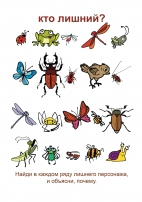 кто лишний?
Найди в каждом ряду лишнего персонажа,
и объясни, почему.